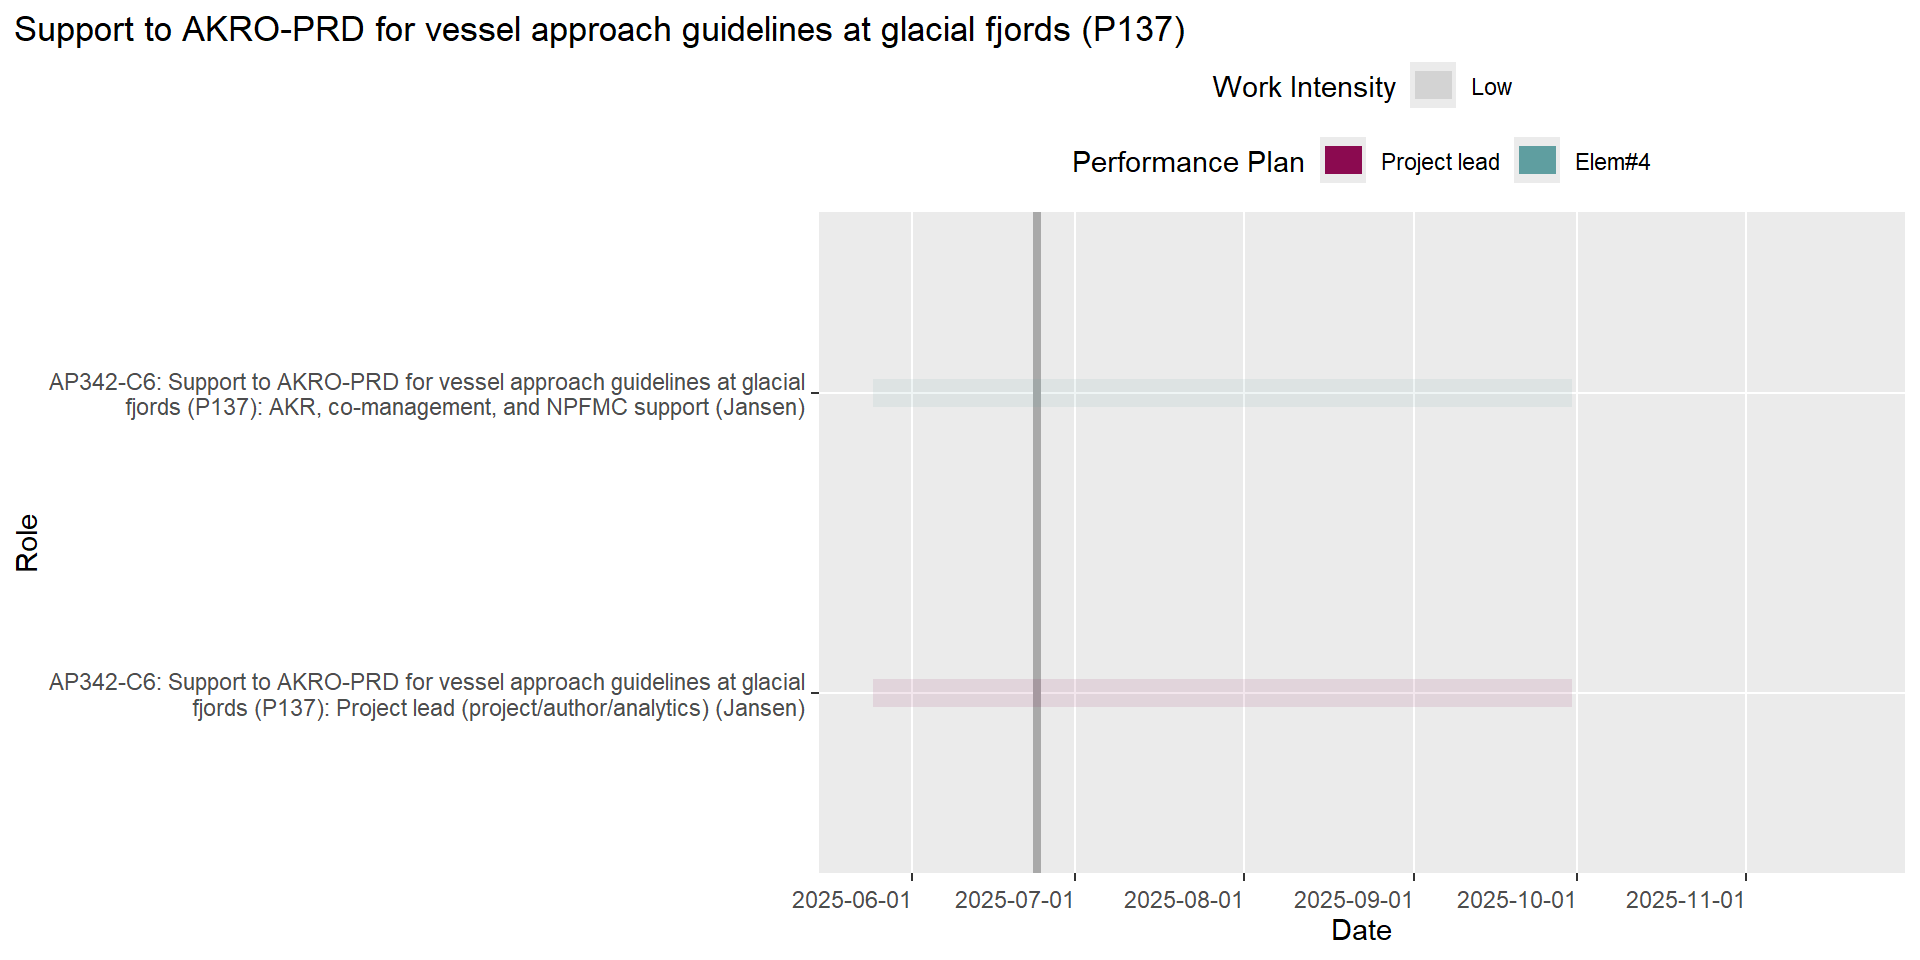 Support to AKRO-PRD for vessel approach guidelines at glacial fjords (P137)
Work Intensity Low
Performance Plan Project lead Elem#4
AP342-C6: Support to AKRO-PRD for vessel approach guidelines at glacial
fjords (P137): AKR, co-management, and NPFMC support (Jansen)
Role
AP342-C6: Support to AKRO-PRD for vessel approach guidelines at glacial
fjords (P137): Project lead (project/author/analytics) (Jansen)
2025-06-01 2025-07-01 2025-08-01 2025-09-01 2025-10-01 2025-11-01
Date